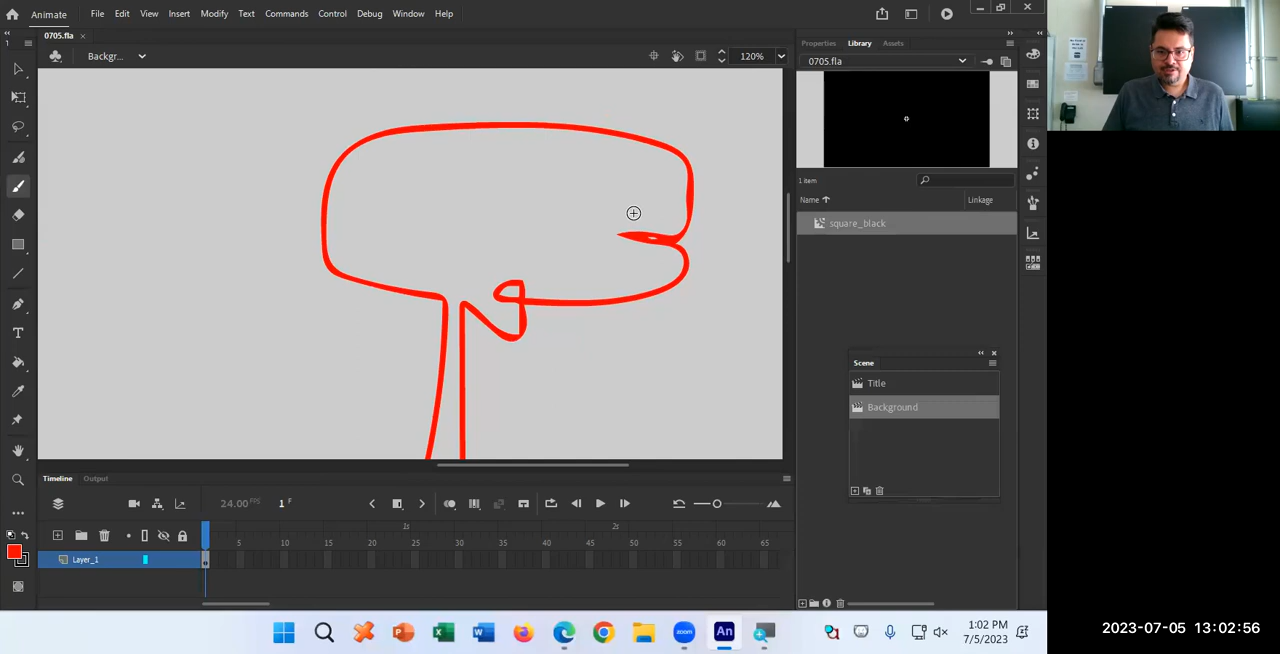 Animate File Edit View Insert Modify Text Commands Control Debug Window Help
0705.fla
Backgr... 120%
Properties Library Assets
0705.fla
1 item
Name Linkage
square_black
Scene
Title
Background
Timeline Output
24.00 FPS 1 F
1s 2s
5 10 15 20 25 30 35 40 45 50 55 60 65
Layer_1
1:02 PM
7/5/2023
2023-07-05 13:02:56